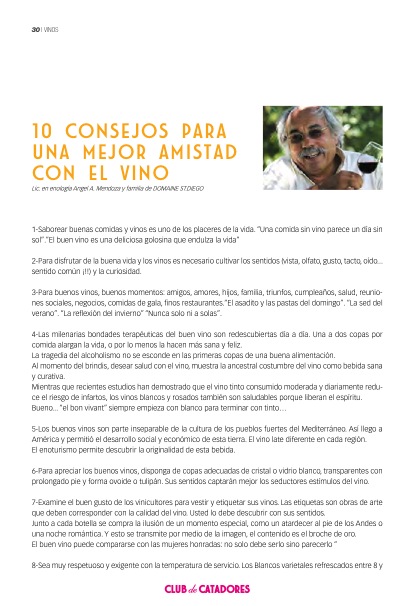 30 | VINOS
10 CONSEJOS PARA
UNA MEJOR AMISTAD
CON EL VINO
Lic. en enología Angel A. Mendoza y familia de DOMAINE ST.DIEGO
1-Saborear buenas comidas y vinos es uno de los placeres de la vida. "Una comida sin vino parece un día sin
sol"."El buen vino es una deliciosa golosina que endulza la vida"
2-Para disfrutar de la buena vida y los vinos es necesario cultivar los sentidos (vista, olfato, gusto, tacto, oído...
sentido común ¡!!) y la curiosidad.
3-Para buenos vinos, buenos momentos: amigos, amores, hijos, familia, triunfos, cumpleaños, salud, reunio-
nes sociales, negocios, comidas de gala, finos restaurantes."El asadito y las pastas del domingo". "La sed del
verano". "La reflexión del invierno" "Nunca solo ni a solas".
4-Las milenarias bondades terapéuticas del buen vino son redescubiertas día a día. Una a dos copas por
comida alargan la vida, o por lo menos la hacen más sana y feliz.
La tragedia del alcoholismo no se esconde en las primeras copas de una buena alimentación.
Al momento del brindis, desear salud con el vino, muestra la ancestral costumbre del vino como bebida sana
y curativa.
Mientras que recientes estudios han demostrado que el vino tinto consumido moderada y diariamente redu-
ce el riesgo de infartos, los vinos blancos y rosados también son saludables porque liberan el espíritu.
Bueno... "el bon vivant" siempre empieza con blanco para terminar con tinto…
5-Los buenos vinos son parte inseparable de la cultura de los pueblos fuertes del Mediterráneo. Así llego a
América y permitió el desarrollo social y económico de esta tierra. El vino late diferente en cada región.
El enoturismo permite descubrir la originalidad de esta bebida.
6-Para apreciar los buenos vinos, disponga de copas adecuadas de cristal o vidrio blanco, transparentes con
prolongado pie y forma ovoide o tulipán. Sus sentidos captarán mejor los seductores estímulos del vino.
7-Examine el buen gusto de los vinicultores para vestir y etiquetar sus vinos. Las etiquetas son obras de arte
que deben corresponder con la calidad del vino. Usted lo debe descubrir con sus sentidos.
Junto a cada botella se compra la ilusión de un momento especial, como un atardecer al pie de los Andes o
una noche romántica. Y esto se transmite por medio de la imagen, el contenido es el broche de oro.
El buen vino puede compararse con las mujeres honradas: no solo debe serlo sino parecerlo."
8-Sea muy respetuoso y exigente con la temperatura de servicio. Los Blancos varietales refrescados entre 8 y
CLUB de CATADORES